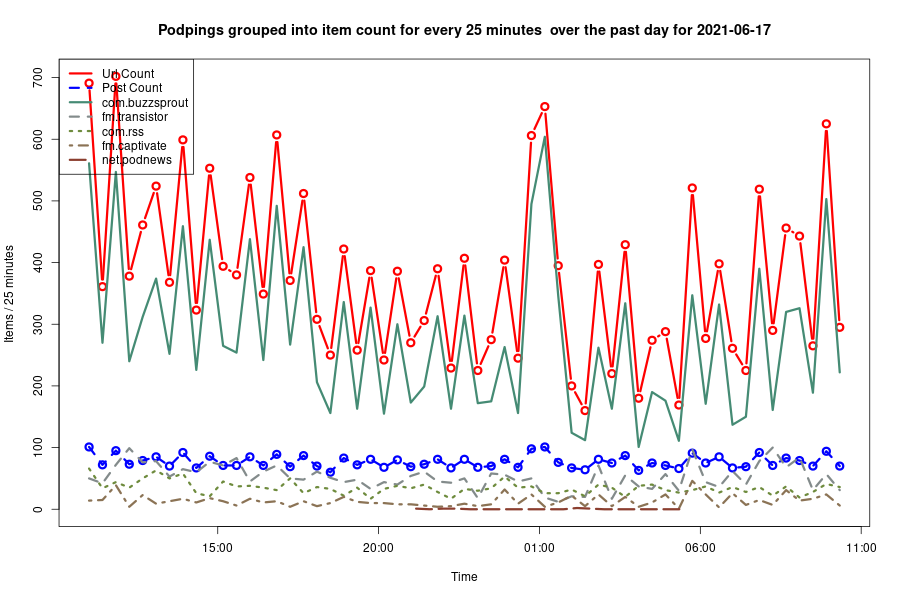 Podpings grouped into item count for every 25 minutes  over the past day for 2021-06-17
Items / 25 minutes
700
600
500
400
300
200
100
0
Url Count
Post Count
com.buzzsprout
fm.transistor
com.rss
fm.captivate
net.podnews
15:00
20:00
01:00
06:00
11:00
Time